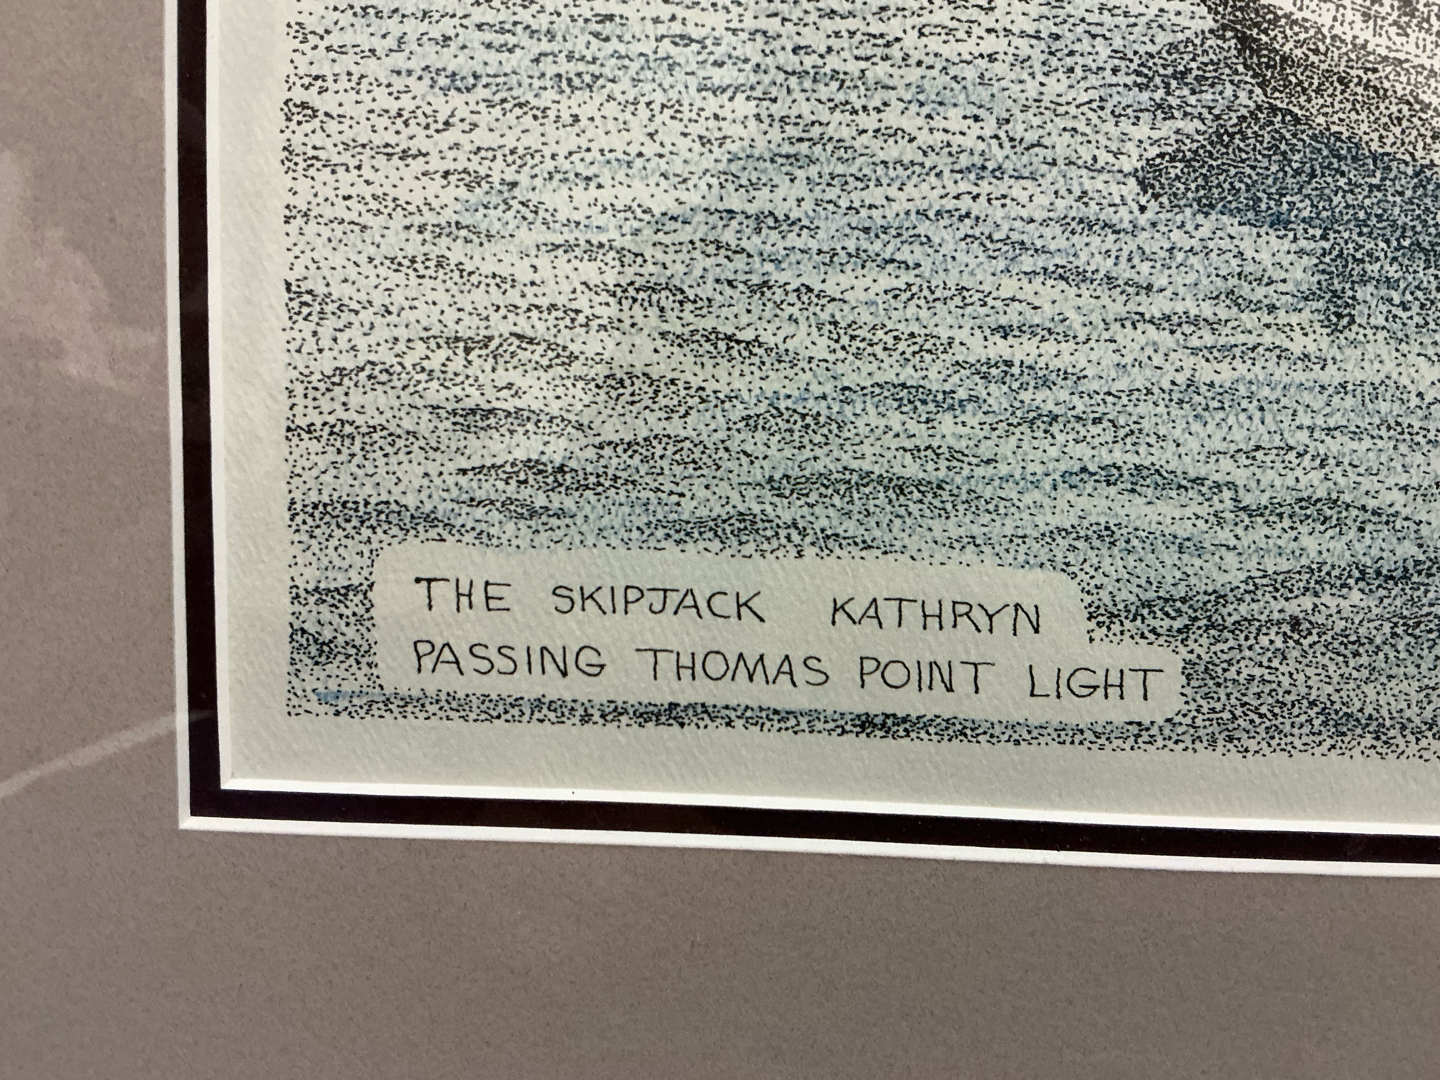 THE SKIPJACK KATHRYN
PASSING THOMAS POINT LIGHT